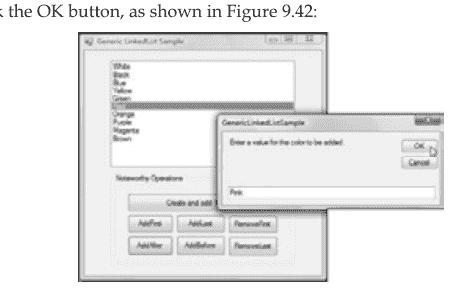 k the OK button, as shown in Figure 9.42:
Generic LinkedList Sample
White
Black
Blue
Yellow
Green
Orange
Purple
Magenta
Brown
GenericLinkedListSample
Enter a value for the color to be added.
OK
Cancel
Pink
Noteworthy Operations
Create and add
AddFirst AddLast RemoveFirst
AddAfter AddBefore RemoveLast